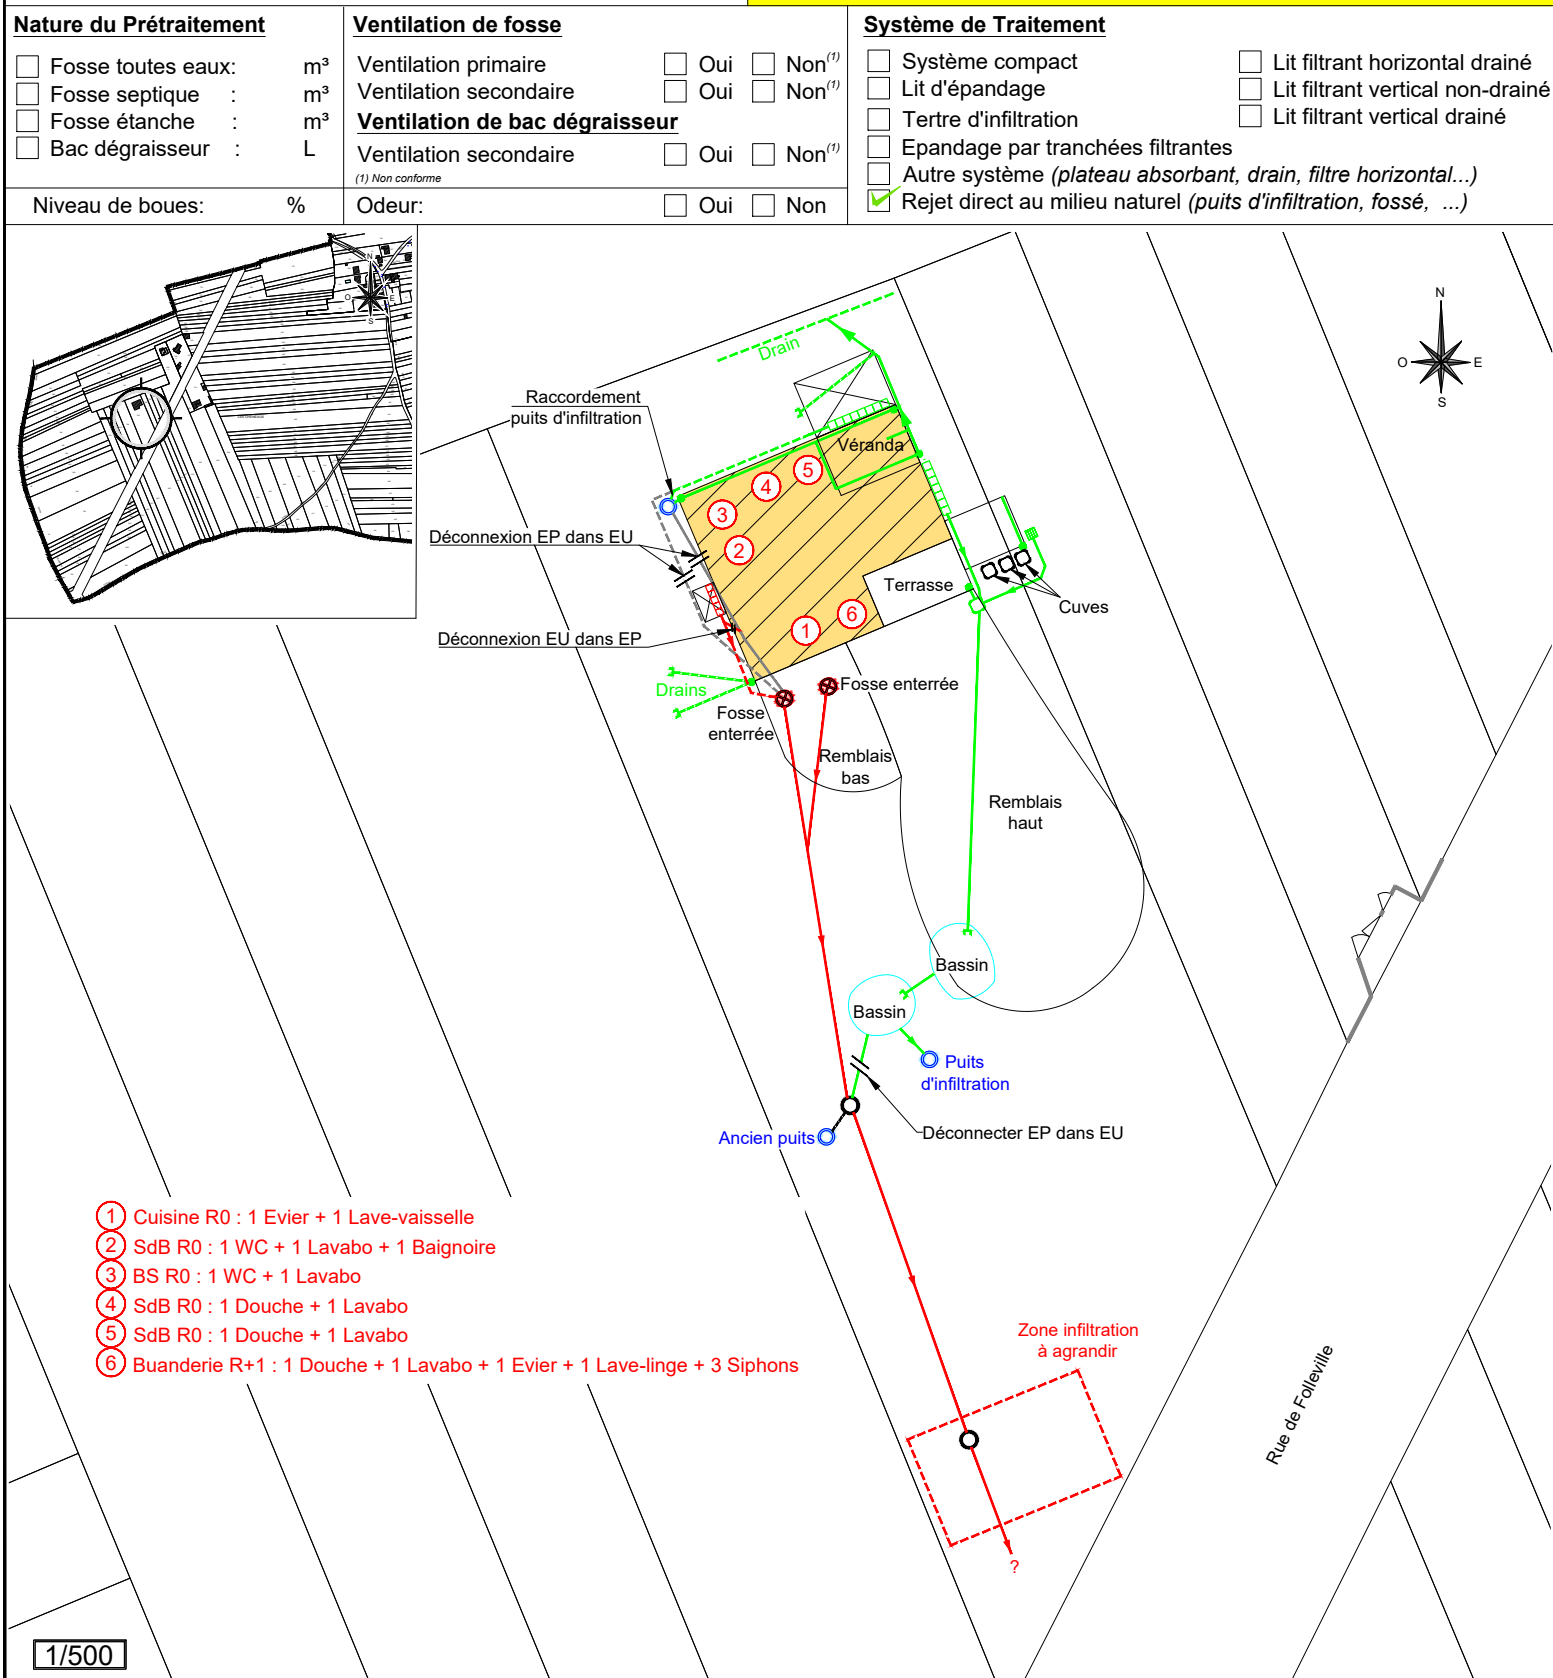 Nature du Prétraitement
Fosse toutes eaux: m³
Fosse septique : m³
Fosse étanche : m³
Bac dégraisseur : L
Niveau de boues: %
Ventilation de fosse
Ventilation primaire Oui Non(1)
Ventilation secondaire Oui Non(1)
Ventilation de bac dégraisseur
Ventilation secondaire Oui Non(1)
(1) Non conforme
Odeur: Oui Non
Système de Traitement
Système compact
Lit d'épandage
Tertre d'infiltration
Epandage par tranchées filtrantes
Autre système (plateau absorbant, drain, filtre horizontal...)
Rejet direct au milieu naturel (puits d'infiltration, fossé, ...)
Lit filtrant horizontal drainé
Lit filtrant vertical non-drainé
Lit filtrant vertical drainé
N
O E
S
N
O E
S
Drain
Raccordement
puits d'infiltration
Véranda
5
4
3
2
Déconnexion EP dans EU
Terrasse
Cuves
6
1
Déconnexion EU dans EP
Drains
Fosse
enterrée
Fosse enterrée
Remblais
bas
Remblais
haut
Bassin
Bassin
Puits
d'infiltration
Ancien puits
Déconnecter EP dans EU
1 Cuisine R0 : 1 Evier + 1 Lave-vaisselle
2 SdB R0 : 1 WC + 1 Lavabo + 1 Baignoire
3 BS R0 : 1 WC + 1 Lavabo
4 SdB R0 : 1 Douche + 1 Lavabo
5 SdB R0 : 1 Douche + 1 Lavabo
6 Buanderie R+1 : 1 Douche + 1 Lavabo + 1 Evier + 1 Lave-linge + 3 Siphons
Zone infiltration
à agrandir
?
Rue de Folleville
1/500